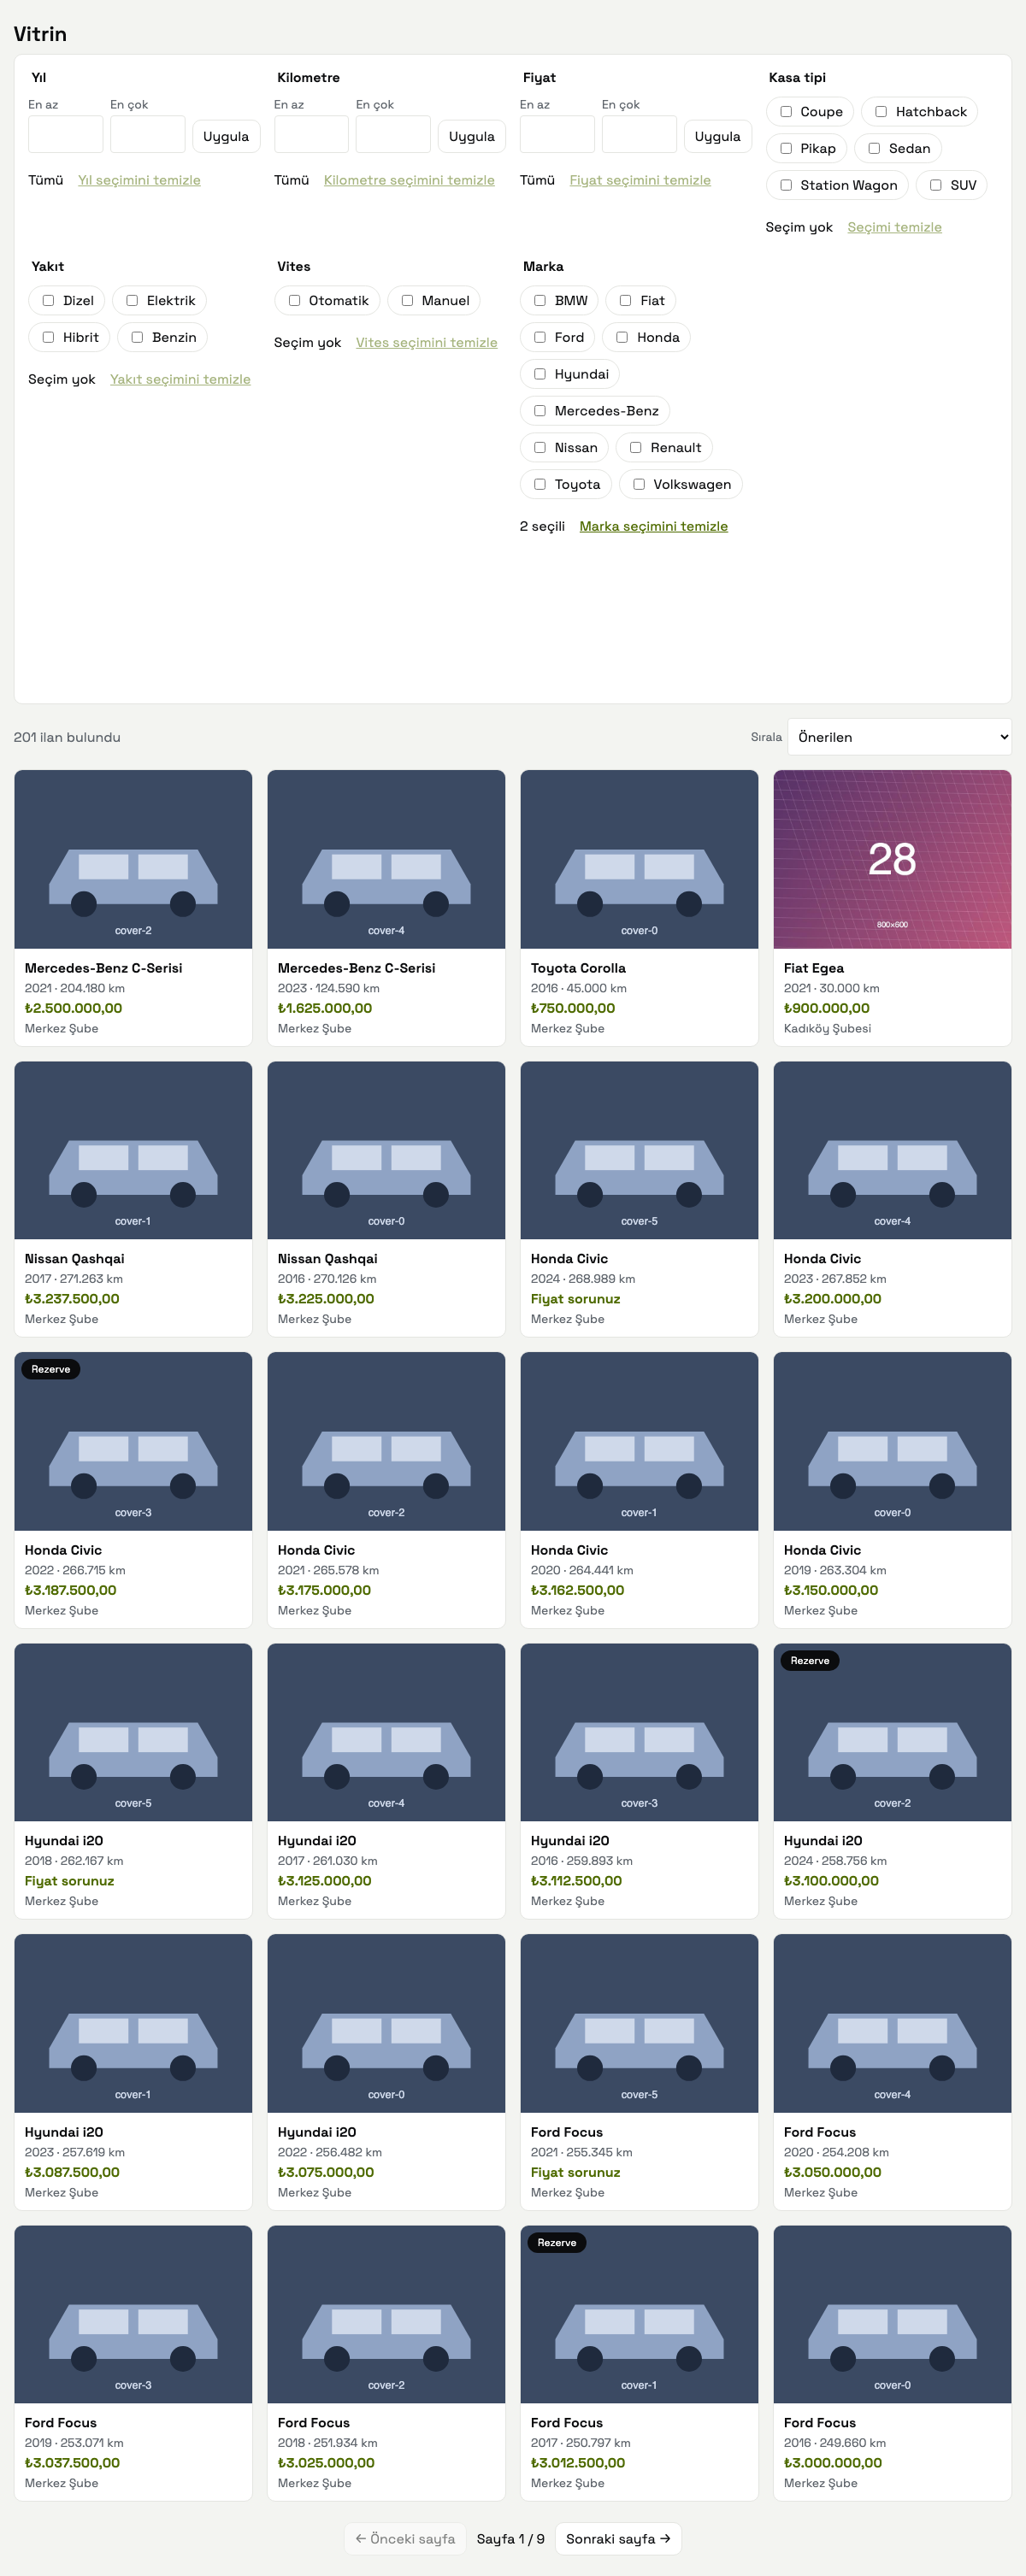 Vitrin
Yıl
En az
En çok
Uygula
Tümü
Yıl seçimini temizle
Kilometre
En az
En çok
Uygula
Tümü
Kilometre seçimini temizle
Fiyat
En az
En çok
Uygula
Tümü
Fiyat seçimini temizle
Kasa tipi
Coupe
Hatchback
Pikap
Sedan
Station Wagon
SUV
Seçim yok
Seçimi temizle
Yakıt
Dizel
Elektrik
Hibrit
Benzin
Seçim yok
Yakıt seçimini temizle
Vites
Otomatik
Manuel
Seçim yok
Vites seçimini temizle
Marka
BMW
Fiat
Ford
Honda
Hyundai
Mercedes-Benz
Nissan
Renault
Toyota
Volkswagen
2 seçili
Marka seçimini temizle
201 ilan bulundu
Sırala
Önerilen
cover-2
Mercedes-Benz C-Serisi
2021 · 204.180 km
₺2.500.000,00
Merkez Şube
cover-4
Mercedes-Benz C-Serisi
2023 · 124.590 km
₺1.625.000,00
Merkez Şube
cover-0
Toyota Corolla
2016 · 45.000 km
₺750.000,00
Merkez Şube
28
800x600
Fiat Egea
2021 · 30.000 km
₺900.000,00
Kadıköy Şubesi
cover-1
Nissan Qashqai
2017 · 271.263 km
₺3.237.500,00
Merkez Şube
cover-0
Nissan Qashqai
2016 · 270.126 km
₺3.225.000,00
Merkez Şube
cover-5
Honda Civic
2024 · 268.989 km
Fiyat sorunuz
Merkez Şube
cover-4
Honda Civic
2023 · 267.852 km
₺3.200.000,00
Merkez Şube
Rezerve
cover-3
Honda Civic
2022 · 266.715 km
₺3.187.500,00
Merkez Şube
cover-2
Honda Civic
2021 · 265.578 km
₺3.175.000,00
Merkez Şube
cover-1
Honda Civic
2020 · 264.441 km
₺3.162.500,00
Merkez Şube
cover-0
Honda Civic
2019 · 263.304 km
₺3.150.000,00
Merkez Şube
cover-5
Hyundai i20
2018 · 262.167 km
Fiyat sorunuz
Merkez Şube
cover-4
Hyundai i20
2017 · 261.030 km
₺3.125.000,00
Merkez Şube
cover-3
Hyundai i20
2016 · 259.893 km
₺3.112.500,00
Merkez Şube
Rezerve
cover-2
Hyundai i20
2024 · 258.756 km
₺3.100.000,00
Merkez Şube
cover-1
Hyundai i20
2023 · 257.619 km
₺3.087.500,00
Merkez Şube
cover-0
Hyundai i20
2022 · 256.482 km
₺3.075.000,00
Merkez Şube
cover-5
Ford Focus
2021 · 255.345 km
Fiyat sorunuz
Merkez Şube
cover-4
Ford Focus
2020 · 254.208 km
₺3.050.000,00
Merkez Şube
cover-3
Ford Focus
2019 · 253.071 km
₺3.037.500,00
Merkez Şube
cover-2
Ford Focus
2018 · 251.934 km
₺3.025.000,00
Merkez Şube
Rezerve
cover-1
Ford Focus
2017 · 250.797 km
₺3.012.500,00
Merkez Şube
cover-0
Ford Focus
2016 · 249.660 km
₺3.000.000,00
Merkez Şube
← Önceki sayfa
Sayfa 1 / 9
Sonraki sayfa →